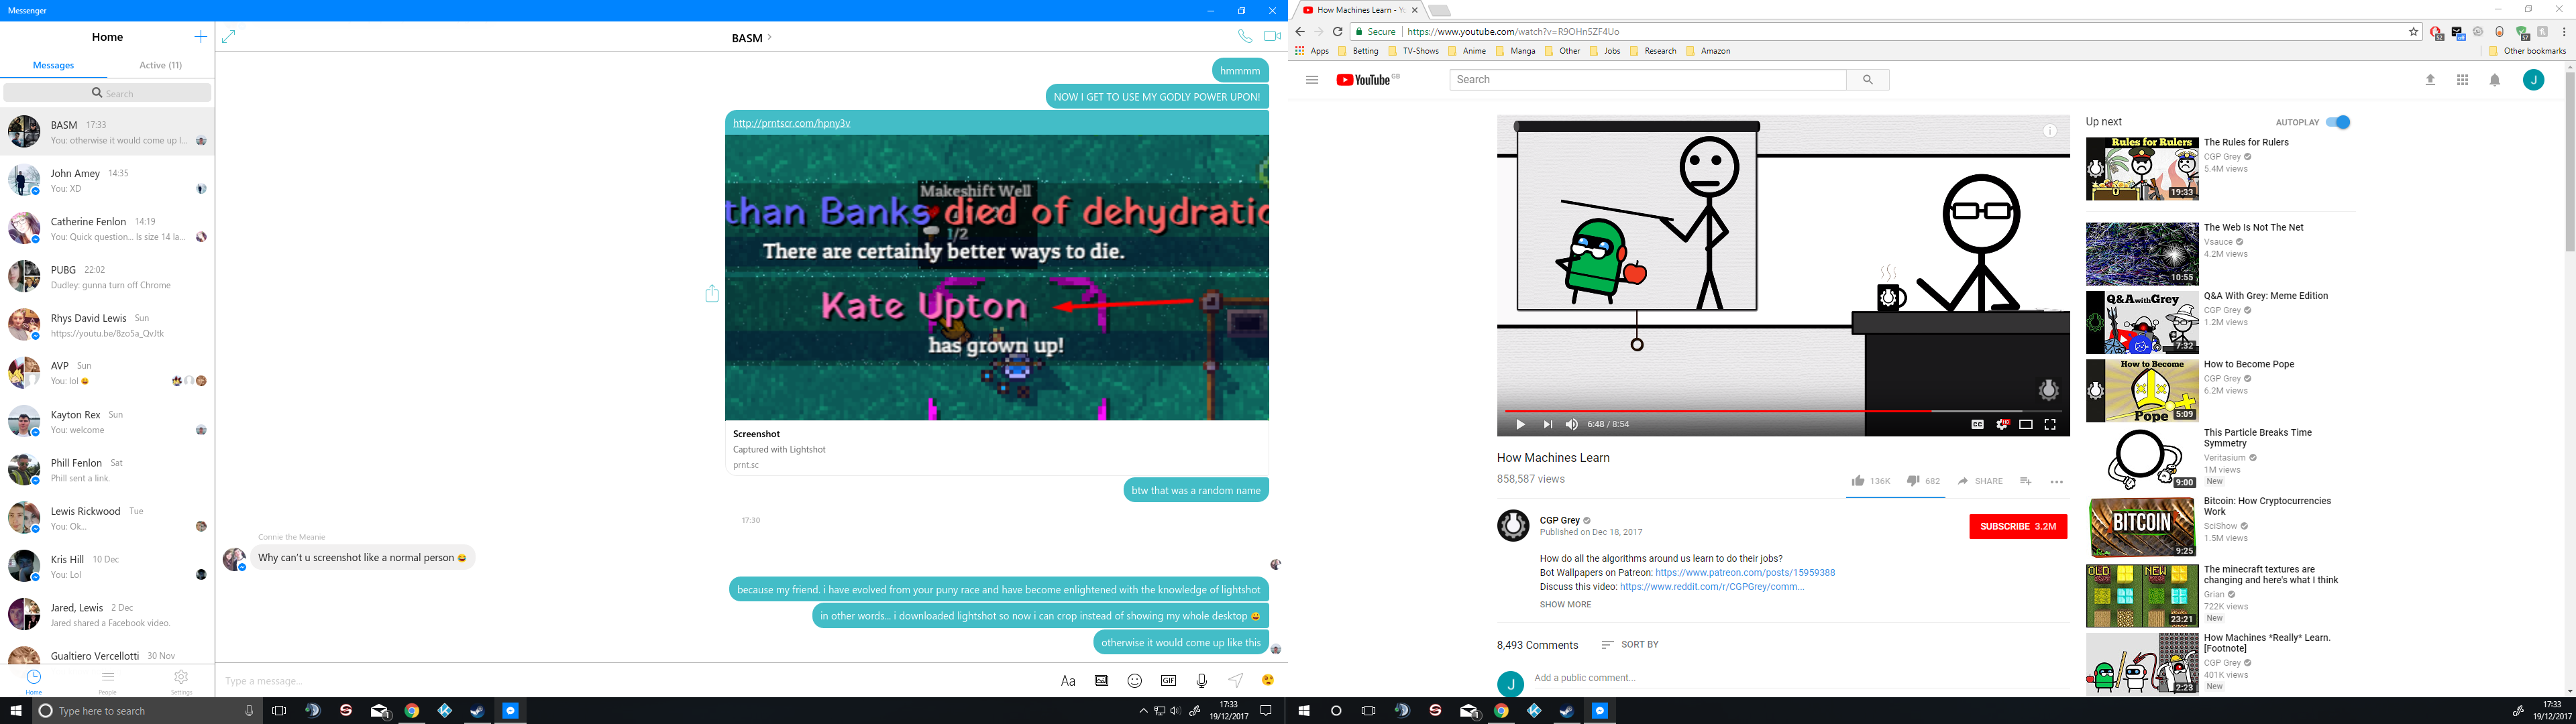 Messenger
Home
Messages
Active (11)
Search
BASM 17:33
You: otherwise it would come up l...
John Amey 14:35
You: XD
Catherine Fenlon 14:19
You: Quick question... Is size 14 la...
PUBG 22:02
Dudley: gunna turn off Chrome
Rhys David Lewis Sun
https://youtu.be/8zo5a_QvJtk
AVP Sun
You: lol 😄
Kayton Rex Sun
You: welcome
Phill Fenlon Sat
Phill sent a link.
Lewis Rickwood Tue
You: Ok...
Kris Hill 10 Dec
You: Lol
Jared, Lewis 2 Dec
Jared shared a Facebook video.
Gualtiero Vercellotti 30 Nov
Home
People
Settings
BASM
hmmmm
NOW I GET TO USE MY GODLY POWER UPON!
http://prntscr.com/hpny3v
Makeshift Well
than Banks died of dehydratio
1/2
There are certainly better ways to die.
Kate Upton
has grown up!
Screenshot
Captured with Lightshot
prnt.sc
btw that was a random name
17:30
Connie the Meanie
Why can't u screenshot like a normal person 😂
because my friend. i have evolved from your puny race and have become enlightened with the knowledge of lightshot
in other words... i downloaded lightshot so now i can crop instead of showing my whole desktop 😃
otherwise it would come up like this
Type a message...
Aa
GIF
Type here to search
17:33
19/12/2017
How Machines Learn - Yo
Secure https://www.youtube.com/watch?v=R9OHn5ZF4Uo
Apps Betting TV-Shows Anime Manga Other Jobs Research Amazon
Other bookmarks
YouTube GB
Search
J
6:48 / 8:54
CC
HD
How Machines Learn
858,587 views
136K 682 SHARE
CGP Grey
Published on Dec 18, 2017
SUBSCRIBE 3.2M
How do all the algorithms around us learn to do their jobs?
Bot Wallpapers on Patreon: https://www.patreon.com/posts/15959388
Discuss this video: https://www.reddit.com/r/CGPGrey/comm...
SHOW MORE
8,493 Comments SORT BY
J
Add a public comment...
Up next
AUTOPLAY
Rules for Rulers
19:33
The Rules for Rulers
CGP Grey
5.4M views
10:55
The Web Is Not The Net
Vsauce
4.2M views
Q&A with Grey:
7:32
Q&A With Grey: Meme Edition
CGP Grey
1.2M views
How to Become
Pope
5:09
How to Become Pope
CGP Grey
6.2M views
9:00
This Particle Breaks Time
Symmetry
Veritasium
1M views
New
BITCOIN
9:25
Bitcoin: How Cryptocurrencies
Work
SciShow
1.5M views
OLD NEW
23:21
The minecraft textures are
changing and here's what I think
Grian
722K views
New
2:23
How Machines *Really* Learn.
[Footnote]
CGP Grey
401K views
New
17:33
19/12/2017